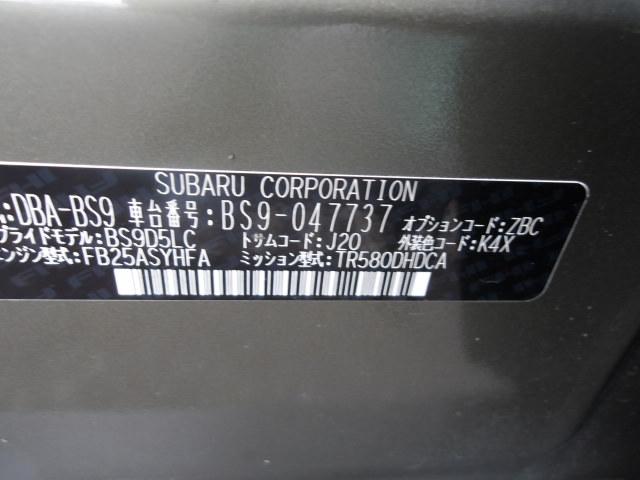 SUBARU CORPORATION
:DBA-BS9 車台番号:BS9-047737 オプションコード:ZBC
プライドモデル:BS9D5LC トリムコード:J20 外装色コード:K4X
エンジン型式:FB25ASYHFA ミッション型式:TR580DHDCA